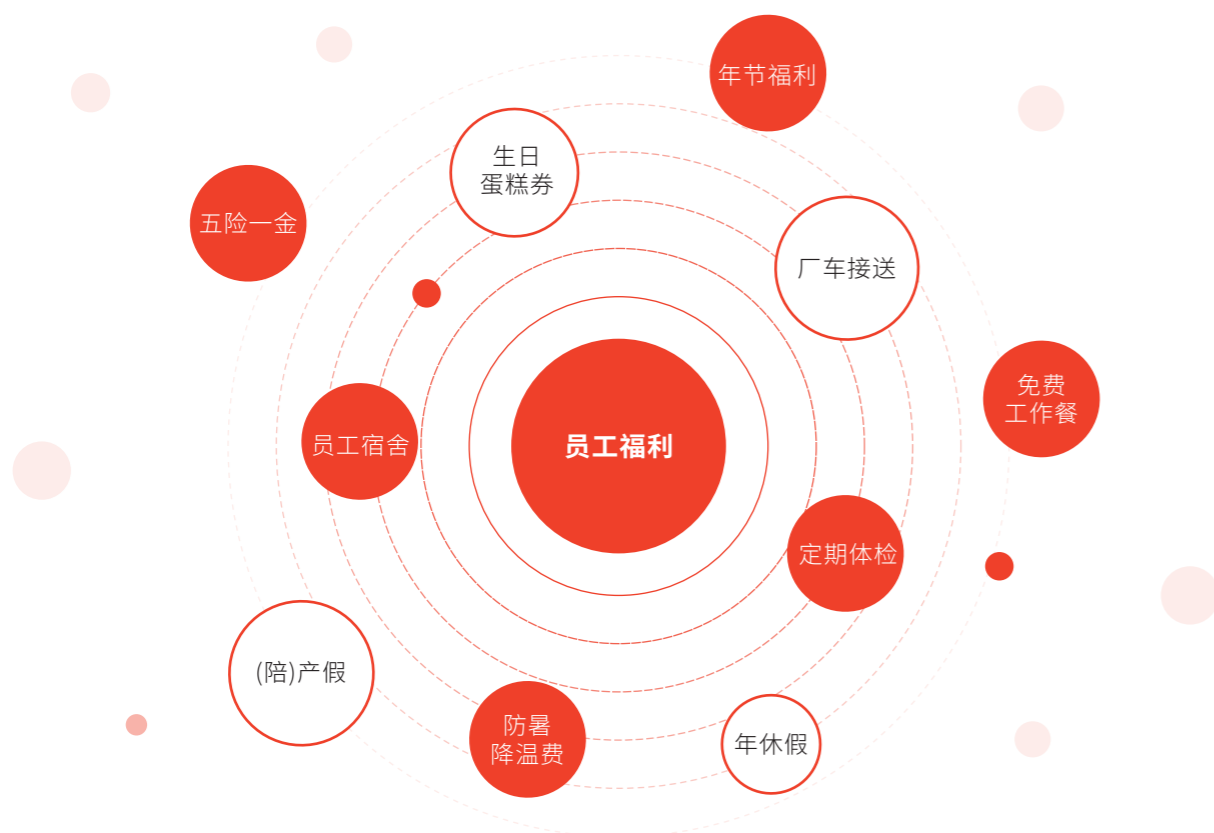 年节福利
生日
蛋糕券
五险一金
厂车接送
免费
工作餐
员工宿舍
员工福利
定期体检
(陪)产假
防暑
降温费
年休假